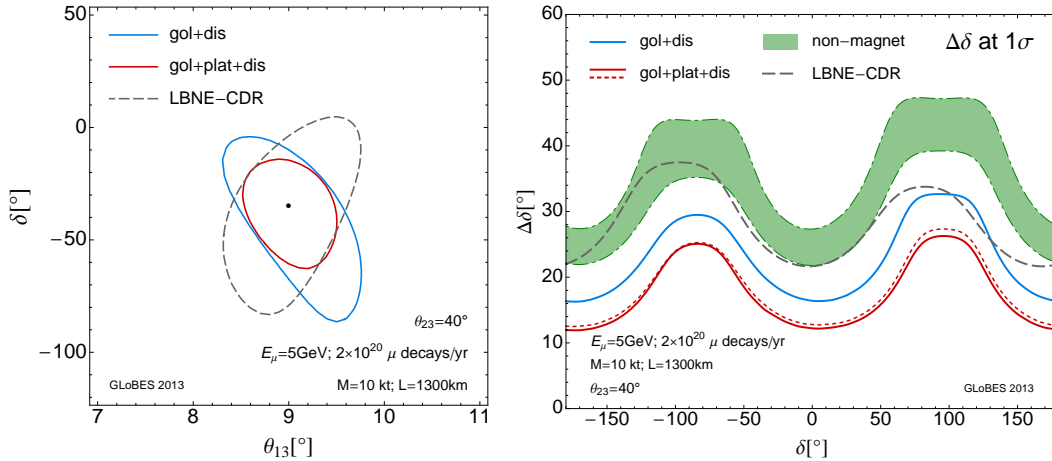 50
0
−50
−100
δ[°]
gol+dis
gol+plat+dis
LBNE−CDR
θ23=40°
Eμ=5GeV; 2×10^20 μ decays/yr
GLoBES 2013
M=10 kt; L=1300km
7 8 9 10 11
θ13[°]
60
50
40
30
20
10
0
Δδ[°]
gol+dis
non−magnet
Δδ at 1σ
gol+plat+dis
LBNE−CDR
Eμ=5GeV; 2×10^20 μ decays/yr
M=10 kt; L=1300km
θ23=40°
GLoBES 2013
−150 −100 −50 0 50 100 150
δ[°]